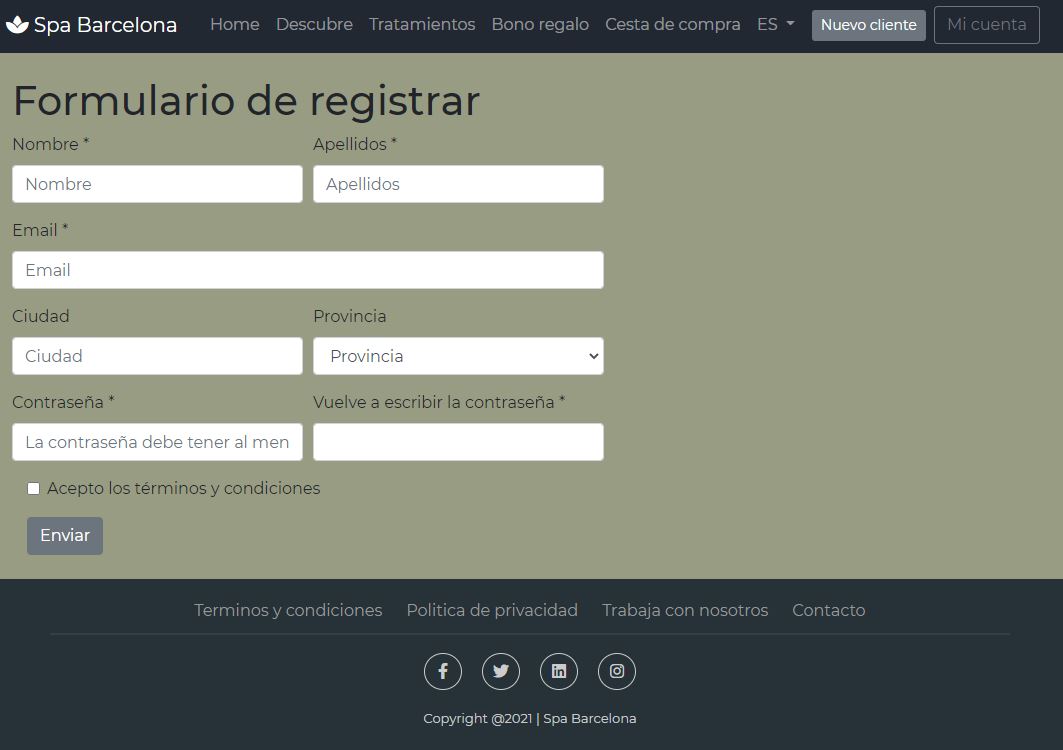 Spa Barcelona Home Descubre Tratamientos Bono regalo Cesta de compra ES Nuevo cliente Mi cuenta
Formulario de registrar
Nombre * Apellidos *
Nombre Apellidos
Email *
Email
Ciudad Provincia
Ciudad Provincia
Contraseña * Vuelve a escribir la contraseña *
La contraseña debe tener al men
Acepto los términos y condiciones
Enviar
Terminos y condiciones Politica de privacidad Trabaja con nosotros Contacto
Copyright @2021 | Spa Barcelona